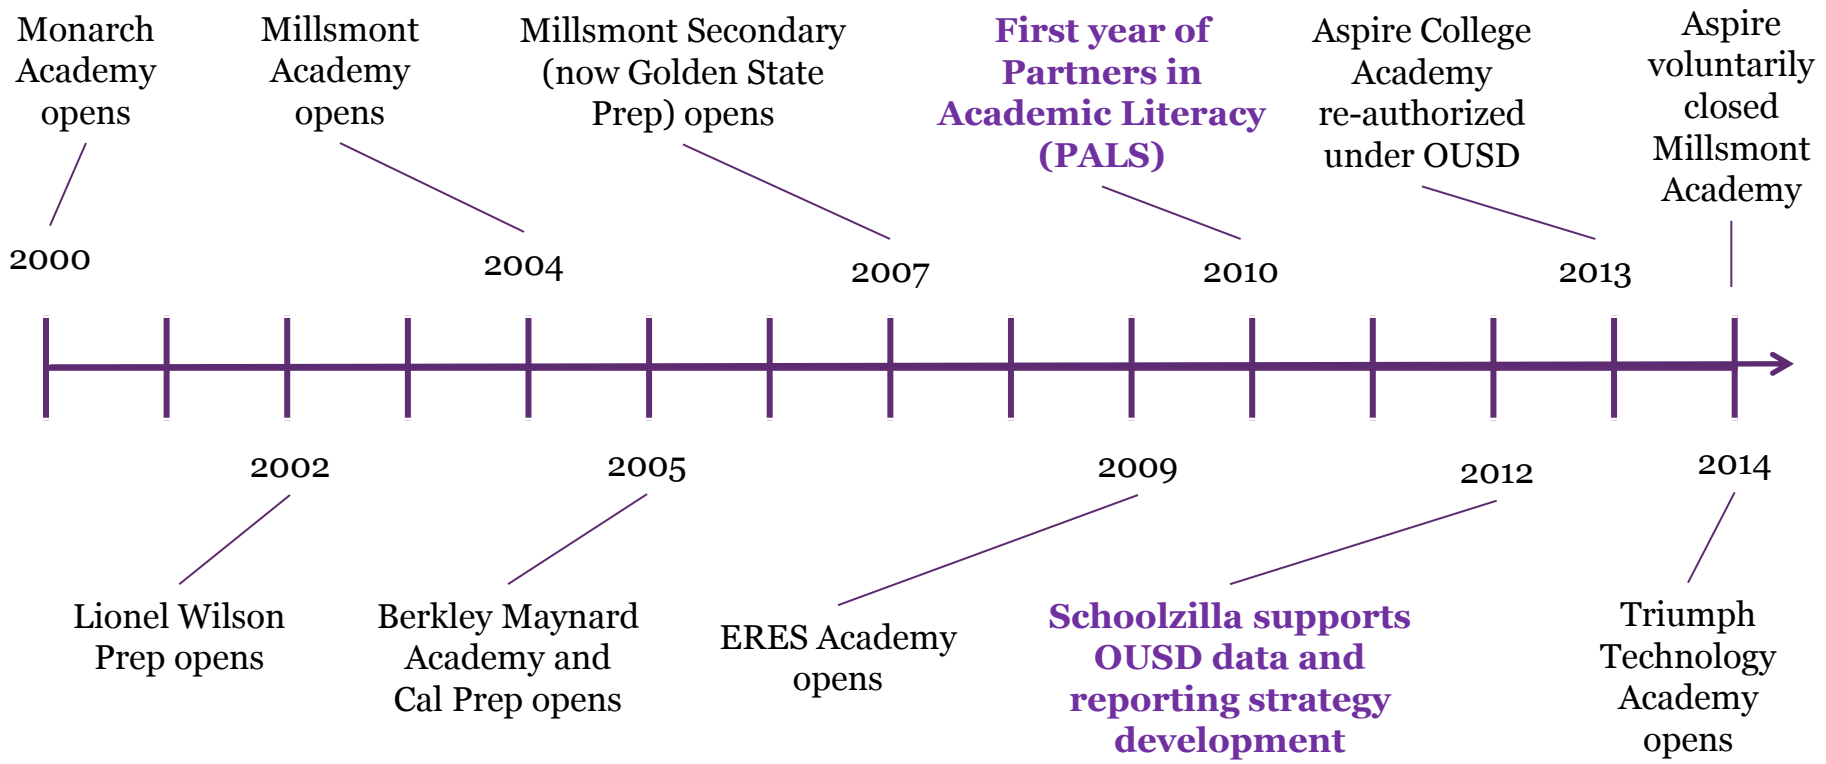 Monarch
Academy
opens
Millsmont
Academy
opens
Millsmont Secondary
(now Golden State
Prep) opens
First year of
Partners in
Academic Literacy
(PALS)
Aspire College
Academy
re-authorized
under OUSD
Aspire
voluntarily
closed
Millsmont
Academy
2000
2004
2007
2010
2013
2002
2005
2009
2012
2014
Lionel Wilson
Prep opens
Berkley Maynard
Academy and
Cal Prep opens
ERES Academy
opens
Schoolzilla supports
OUSD data and
reporting strategy
development
Triumph
Technology
Academy
opens